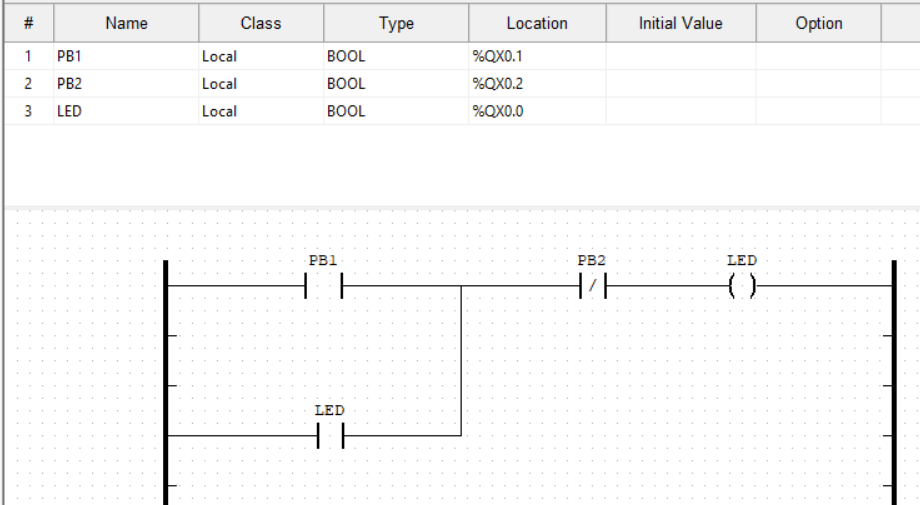 # Name Class Type Location Initial Value Option
1 PB1 Local BOOL %QX0.1
2 PB2 Local BOOL %QX0.2
3 LED Local BOOL %QX0.0
PB1 PB2 LED
/
LED